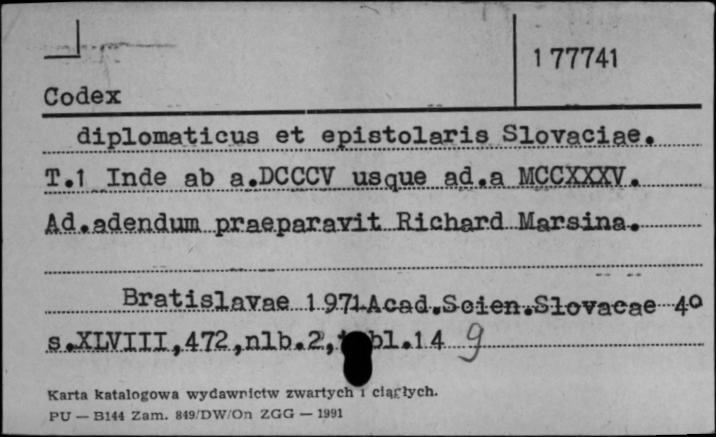 1 77741
Codex
diplomaticus et epistolaris Slovaciae.
T.1 Inde ab a.DCCCV usque ad.a MCCXXXV.
Ad.adendum praeparavit Richard Marsina.
Bratislavae 1971 Acad.Scien.Slovacae 4o
s.XLVIII,472,nlb.2, 14 9
Karta katalogowa wydawnictw zwartych i ciągłych.
PU — B144 Zam. 849/DW/On ZGG — 1991